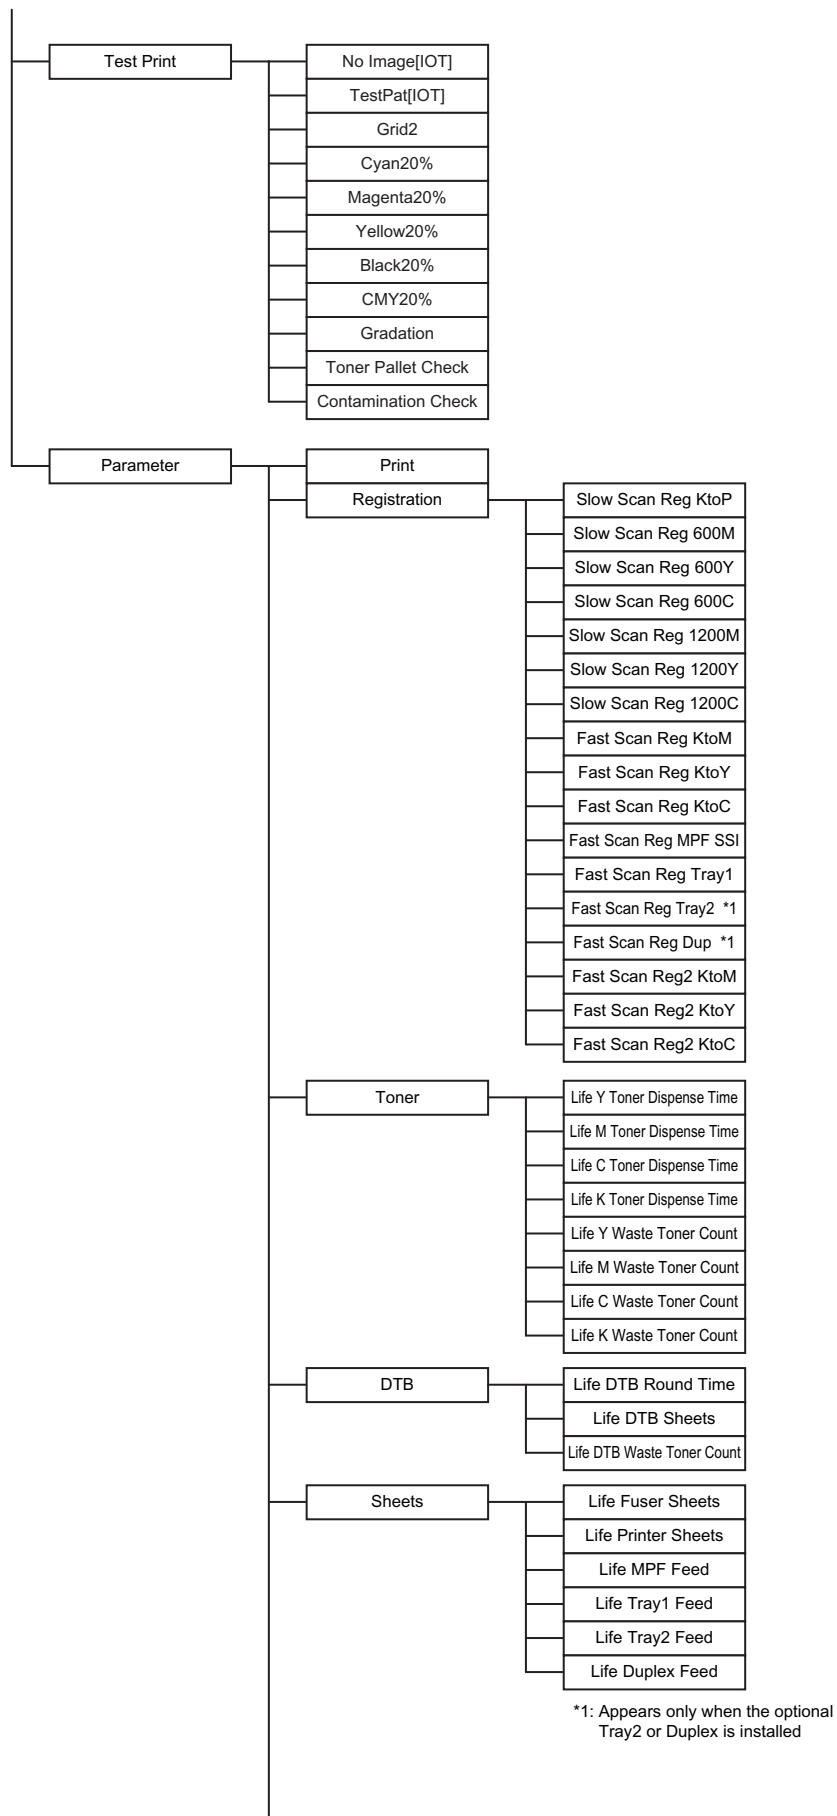 Test Print
No Image[IOT]
TestPat[IOT]
Grid2
Cyan20%
Magenta20%
Yellow20%
Black20%
CMY20%
Gradation
Toner Pallet Check
Contamination Check
Parameter
Print
Registration
Slow Scan Reg KtoP
Slow Scan Reg 600M
Slow Scan Reg 600Y
Slow Scan Reg 600C
Slow Scan Reg 1200M
Slow Scan Reg 1200Y
Slow Scan Reg 1200C
Fast Scan Reg KtoM
Fast Scan Reg KtoY
Fast Scan Reg KtoC
Fast Scan Reg MPF SSI
Fast Scan Reg Tray1
Fast Scan Reg Tray2 *1
Fast Scan Reg Dup *1
Fast Scan Reg2 KtoM
Fast Scan Reg2 KtoY
Fast Scan Reg2 KtoC
Toner
Life Y Toner Dispense Time
Life M Toner Dispense Time
Life C Toner Dispense Time
Life K Toner Dispense Time
Life Y Waste Toner Count
Life M Waste Toner Count
Life C Waste Toner Count
Life K Waste Toner Count
DTB
Life DTB Round Time
Life DTB Sheets
Life DTB Waste Toner Count
Sheets
Life Fuser Sheets
Life Printer Sheets
Life MPF Feed
Life Tray1 Feed
Life Tray2 Feed
Life Duplex Feed
*1: Appears only when the optional
Tray2 or Duplex is installed